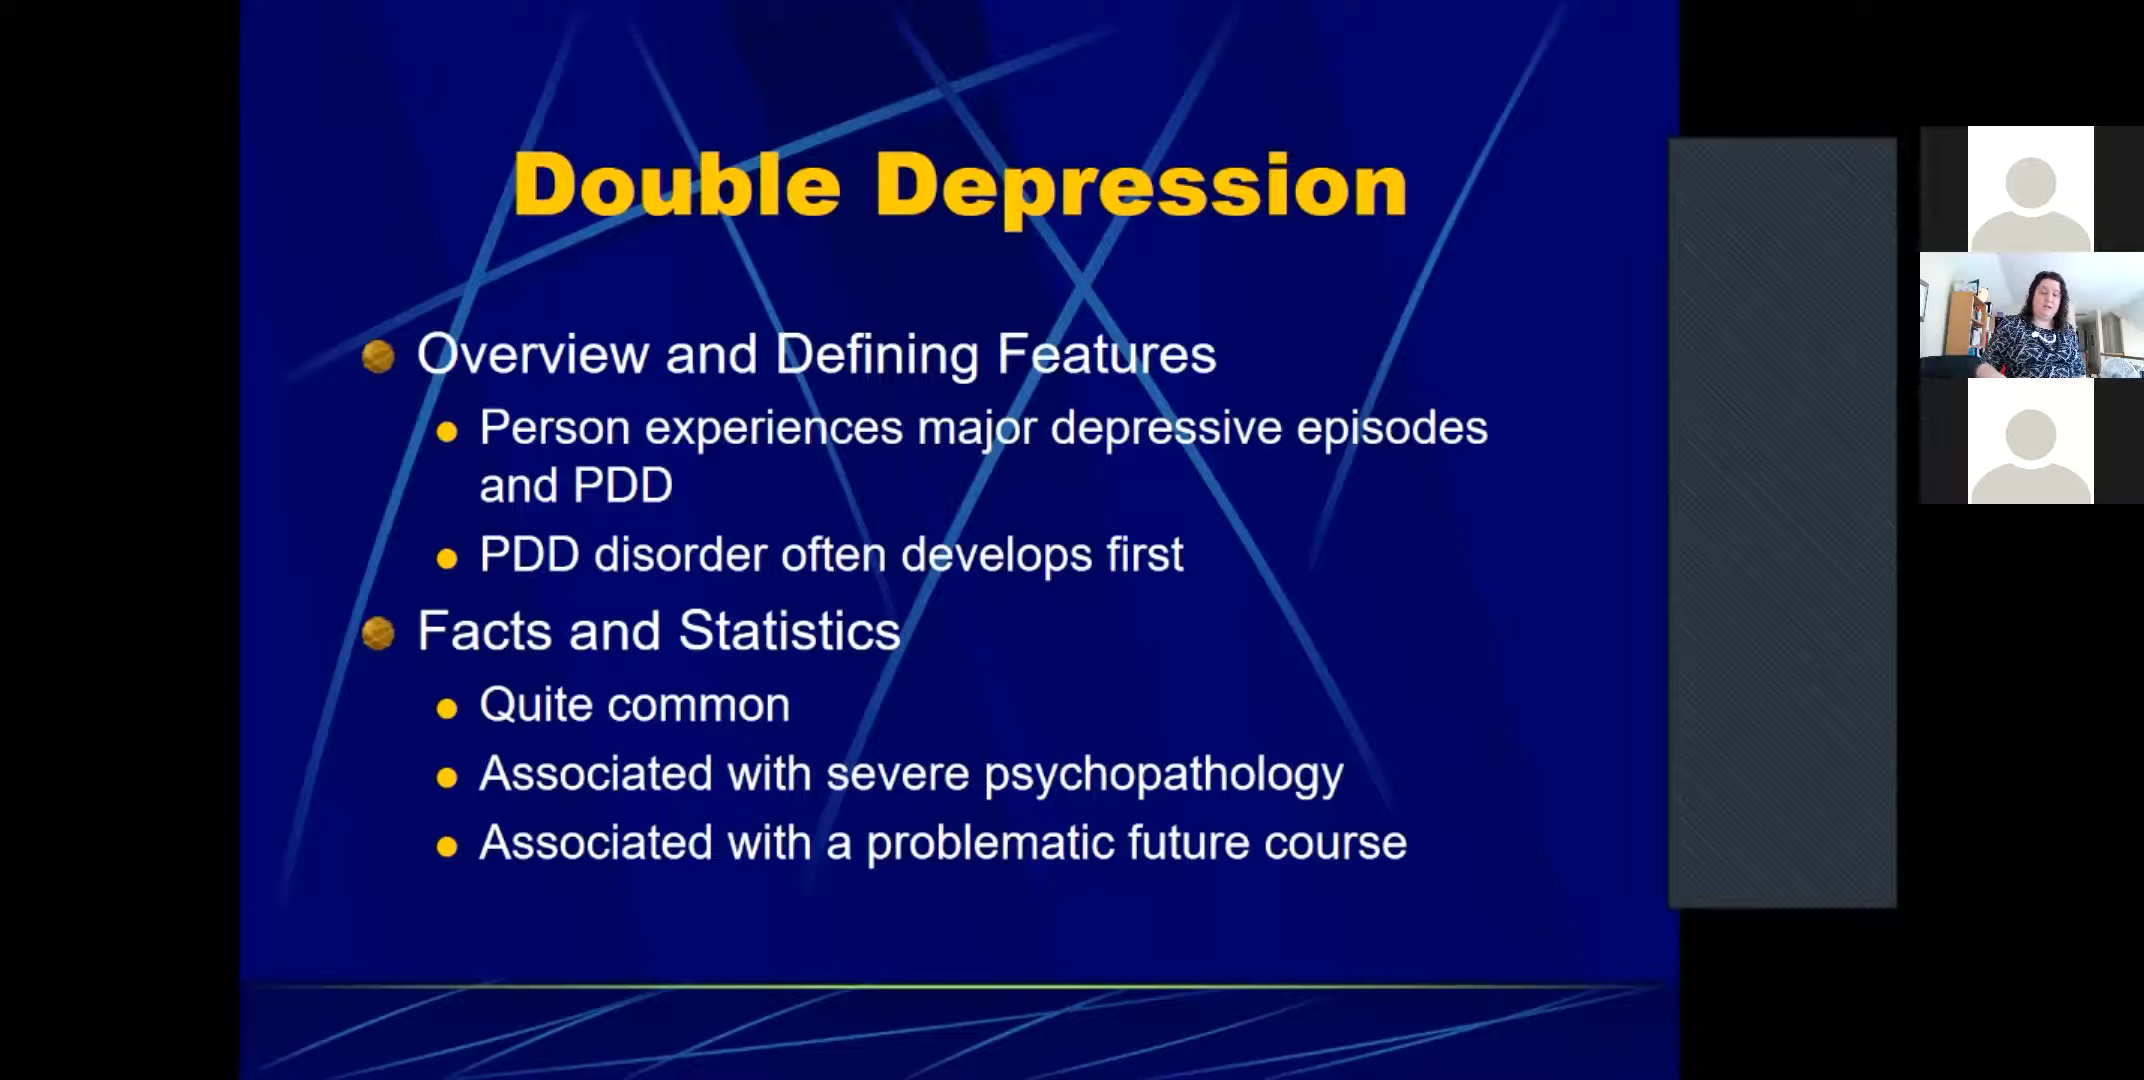 Double Depression
Overview and Defining Features
Person experiences major depressive episodes
and PDD
PDD disorder often develops first
Facts and Statistics
Quite common
Associated with severe psychopathology
Associated with a problematic future course